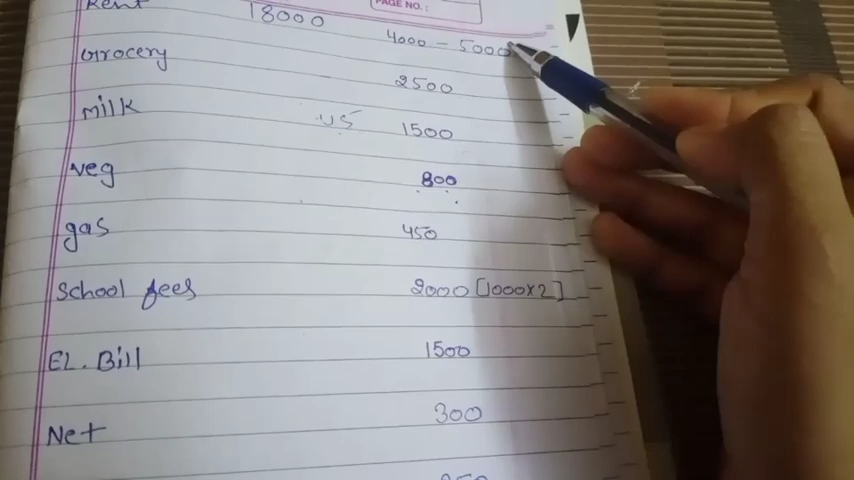 PAGE NO.:
18000
Rent 4000 - 5000
Grocery 2500
Milk 45 1500
Veg 800
gas 450
School fees 2000 [1000x2]
EL. Bill 1500
Net 300